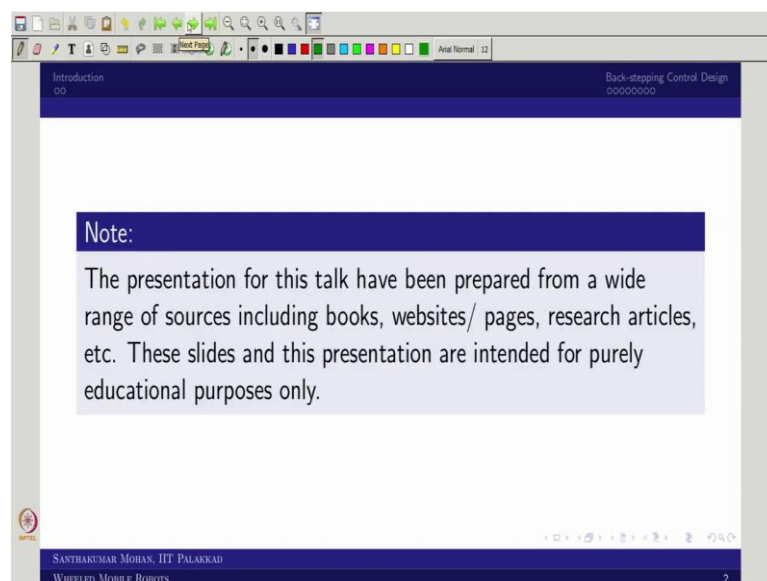 Next Page
Arial Normal 12
Introduction
Back-stepping Control Design
Note:
The presentation for this talk have been prepared from a wide
range of sources including books, websites/ pages, research articles,
etc. These slides and this presentation are intended for purely
educational purposes only.
NPTEL
SANTHAKUMAR MOHAN, IIT PALAKKAD
WHEELED MOBILE ROBOTS
2